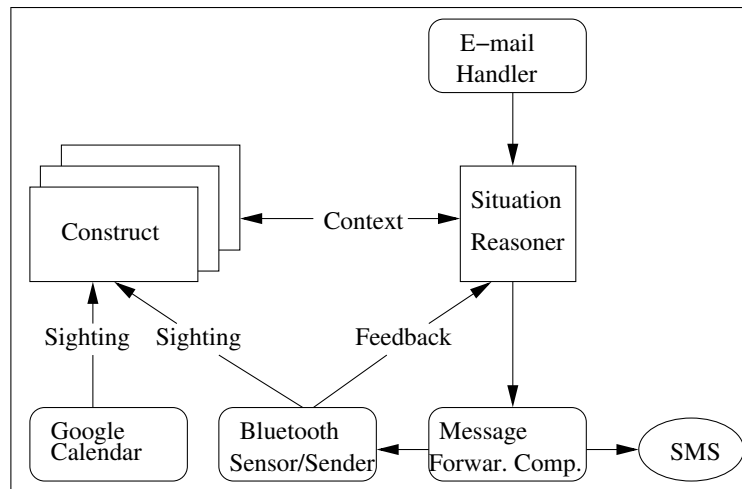 E−mail
Handler
Situation
Reasoner
Construct
Context
Sighting
Sighting
Feedback
Google
Calendar
Bluetooth
Sensor/Sender
Message
Forwar. Comp.
SMS